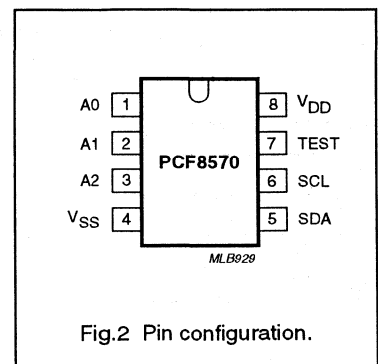 A0 1 8 VDD
A1 2 7 TEST
PCF8570
A2 3 6 SCL
VSS 4 5 SDA
MLB929
Fig.2 Pin configuration.